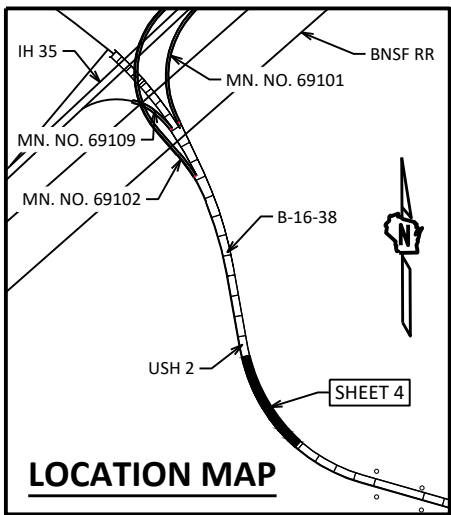 IH 35
BNSF RR
MN. NO. 69101
MN. NO. 69109
MN. NO. 69102
B-16-38
N
USH 2
SHEET 4
LOCATION MAP